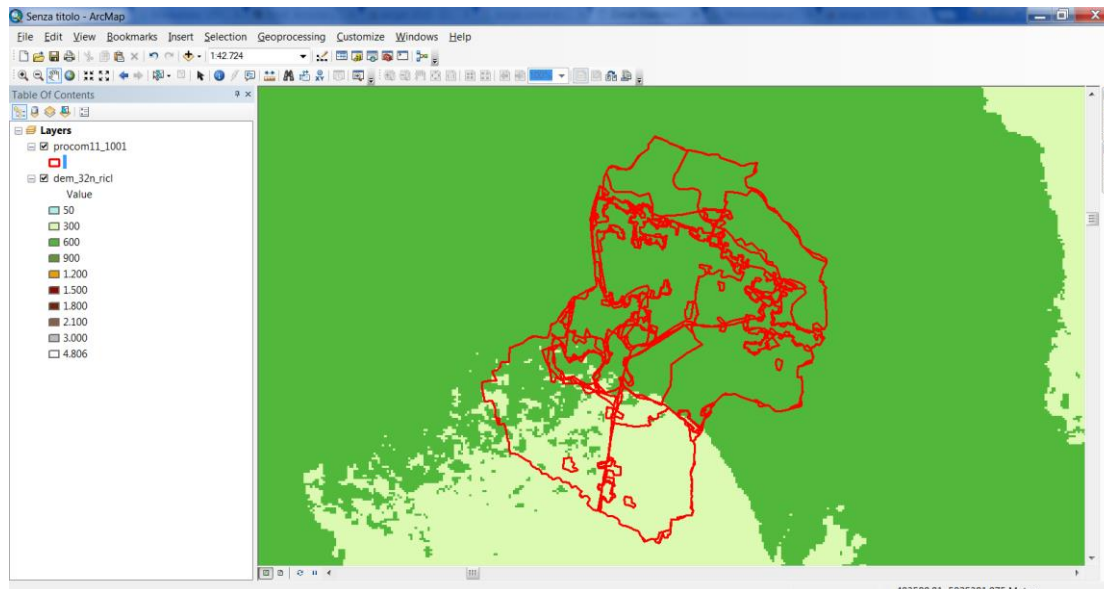 Senza titolo - ArcMap
File Edit View Bookmarks Insert Selection Geoprocessing Customize Windows Help
1:42.724
Table Of Contents
Layers
procom11_1001
dem_32n_ricl
Value
50
300
600
900
1.200
1.500
1.800
2.100
3.000
4.806